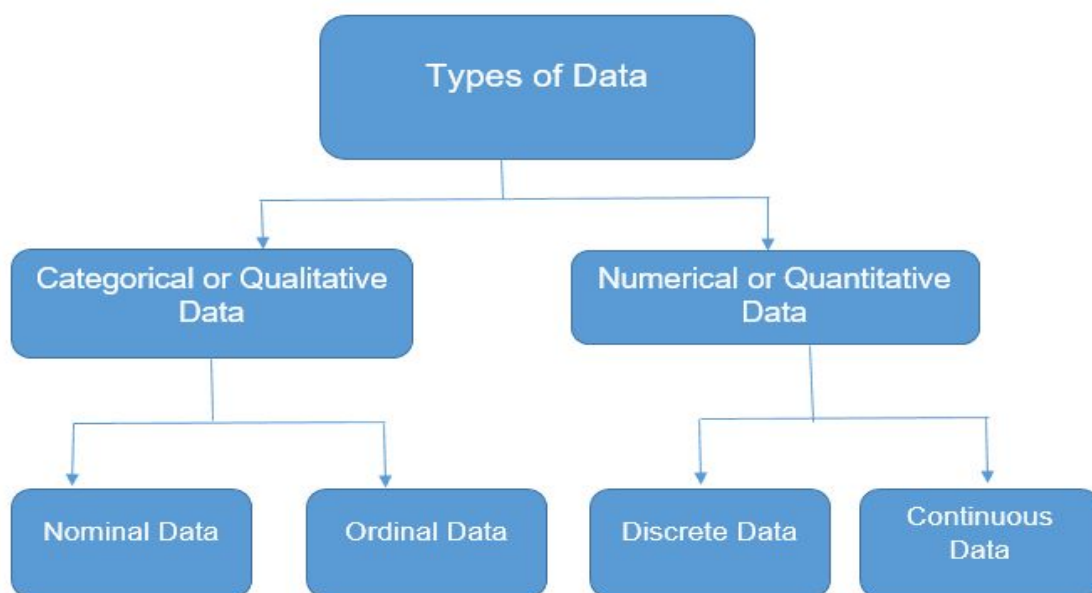 Types of Data
Categorical or Qualitative
Data
Numerical or Quantitative
Data
Nominal Data
Ordinal Data
Discrete Data
Continuous
Data